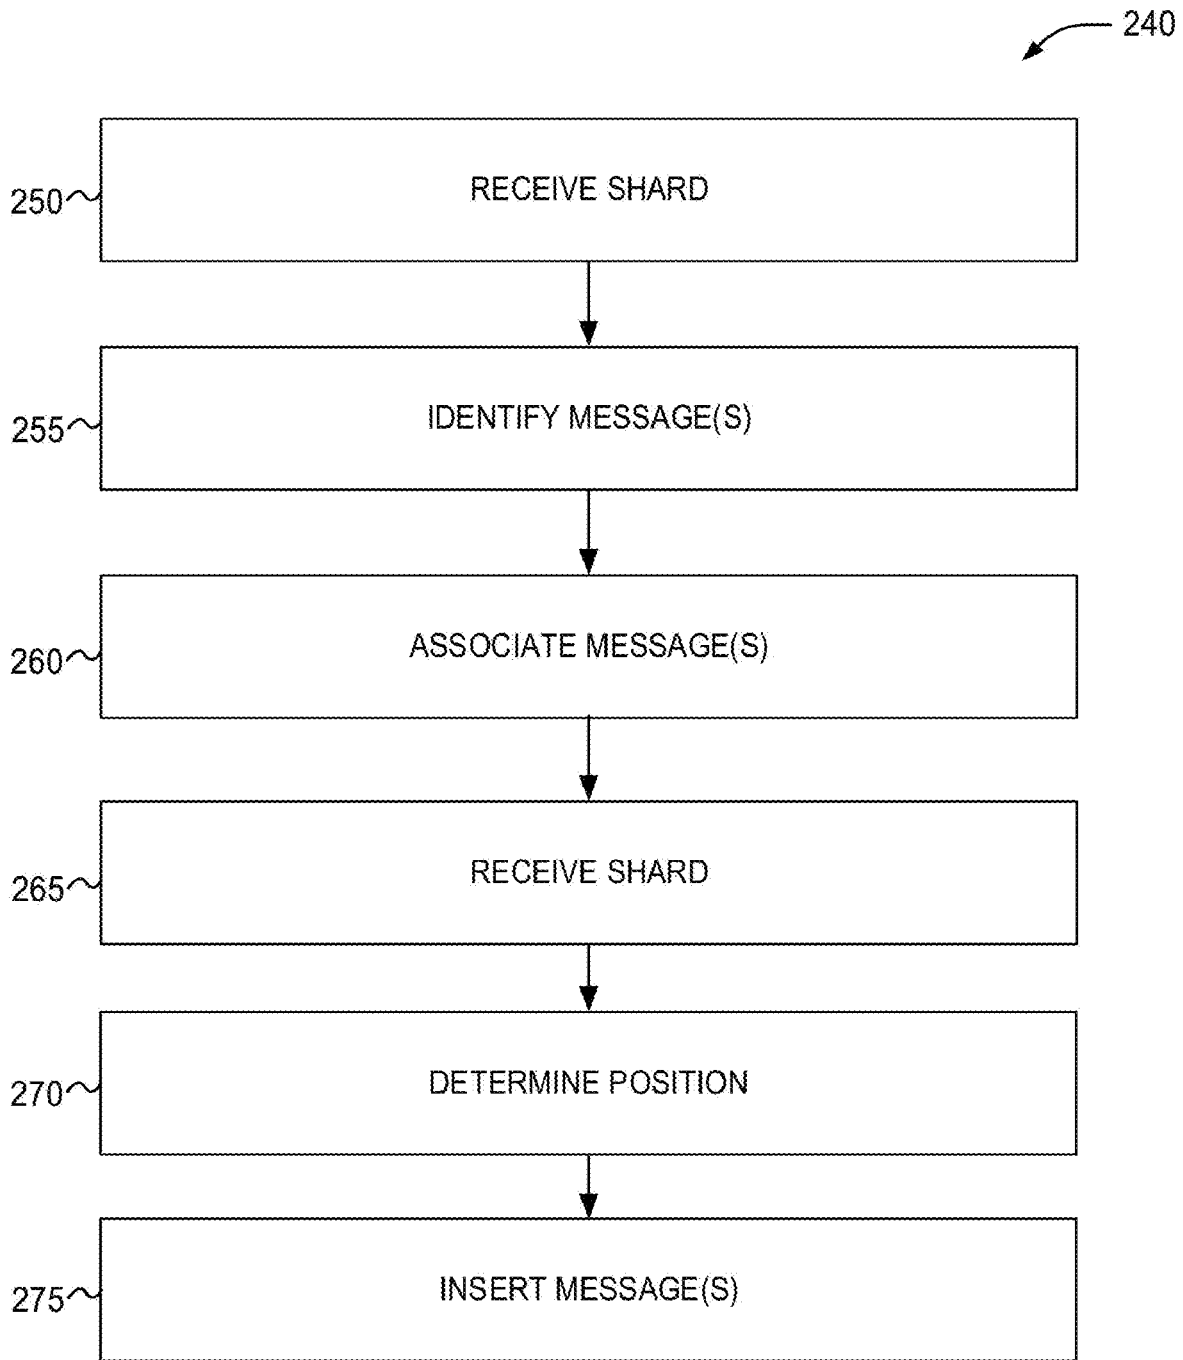 240
250
RECEIVE SHARD
255
IDENTIFY MESSAGE(S)
260
ASSOCIATE MESSAGE(S)
265
RECEIVE SHARD
270
DETERMINE POSITION
275
INSERT MESSAGE(S)